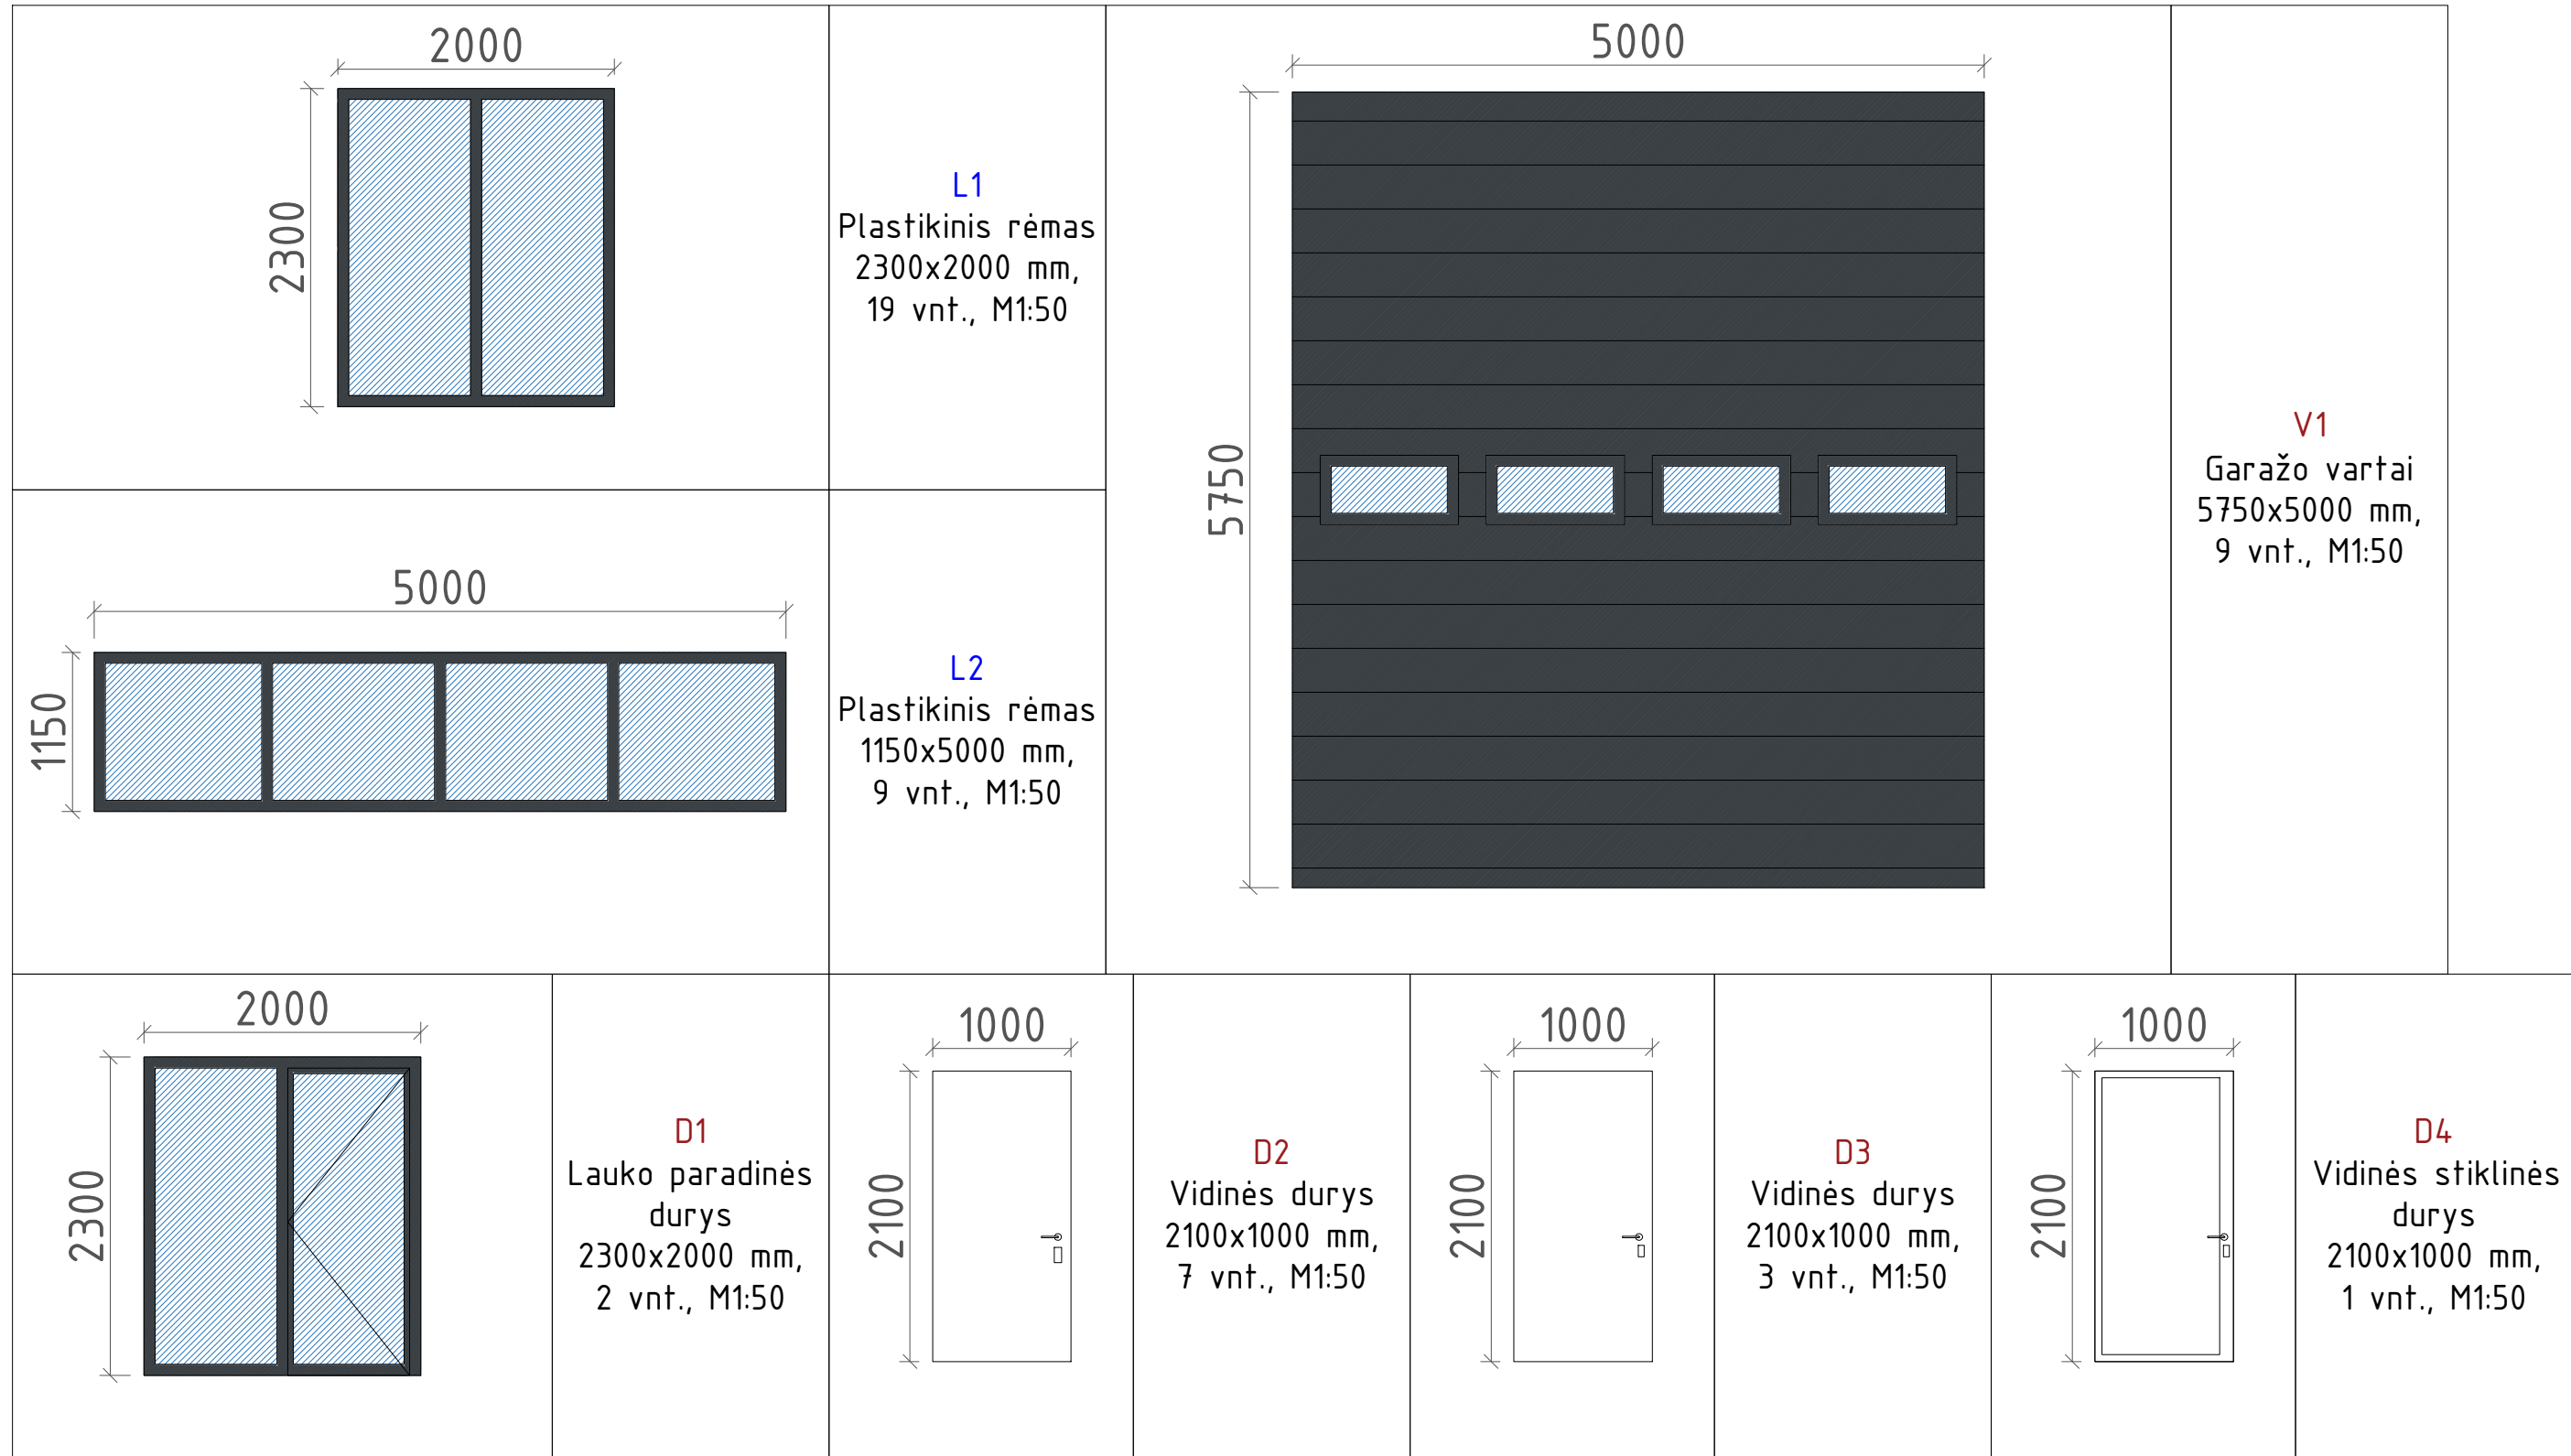 2000
2300
L1
Plastikinis rėmas
2300x2000 mm,
19 vnt., M1:50
5000
5750
V1
Garažo vartai
5750x5000 mm,
9 vnt., M1:50
5000
1150
L2
Plastikinis rėmas
1150x5000 mm,
9 vnt., M1:50
2000
2300
D1
Lauko paradinės
durys
2300x2000 mm,
2 vnt., M1:50
1000
2100
D2
Vidinės durys
2100x1000 mm,
7 vnt., M1:50
1000
2100
D3
Vidinės durys
2100x1000 mm,
3 vnt., M1:50
1000
2100
D4
Vidinės stiklinės
durys
2100x1000 mm,
1 vnt., M1:50